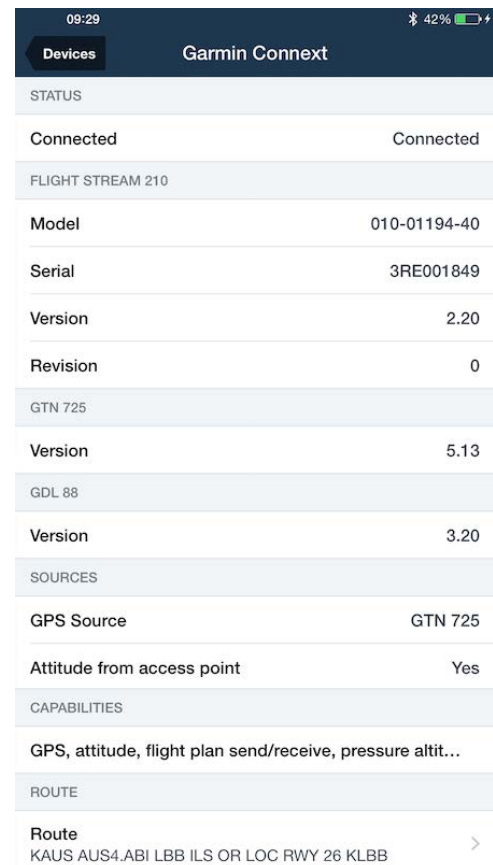 09:29 42%
Devices Garmin Connext
STATUS
Connected Connected
FLIGHT STREAM 210
Model 010-01194-40
Serial 3RE001849
Version 2.20
Revision 0
GTN 725
Version 5.13
GDL 88
Version 3.20
SOURCES
GPS Source GTN 725
Attitude from access point Yes
CAPABILITIES
GPS, attitude, flight plan send/receive, pressure altit...
ROUTE
Route
KAUS AUS4.ABI LBB ILS OR LOC RWY 26 KLBB